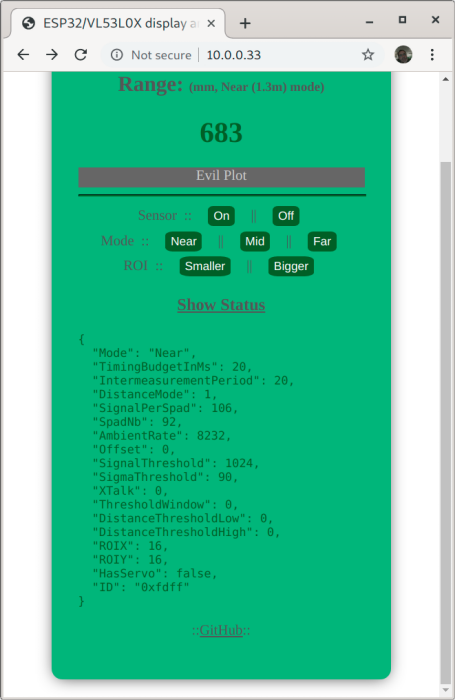 ESP32/VL53L0X display a
Not secure | 10.0.0.33
Range: (mm, Near (1.3m) mode)
683
Evil Plot
Sensor :: On || Off
Mode :: Near || Mid || Far
ROI :: Smaller || Bigger
Show Status
{
"Mode": "Near",
"TimingBudgetInMs": 20,
"IntermeasurementPeriod": 20,
"DistanceMode": 1,
"SignalPerSpad": 106,
"SpadNb": 92,
"AmbientRate": 8232,
"Offset": 0,
"SignalThreshold": 1024,
"SigmaThreshold": 90,
"XTalk": 0,
"ThresholdWindow": 0,
"DistanceThresholdLow": 0,
"DistanceThresholdHigh": 0,
"ROIX": 16,
"ROIY": 16,
"HasServo": false,
"ID": "0xfdff"
}
::GitHub::